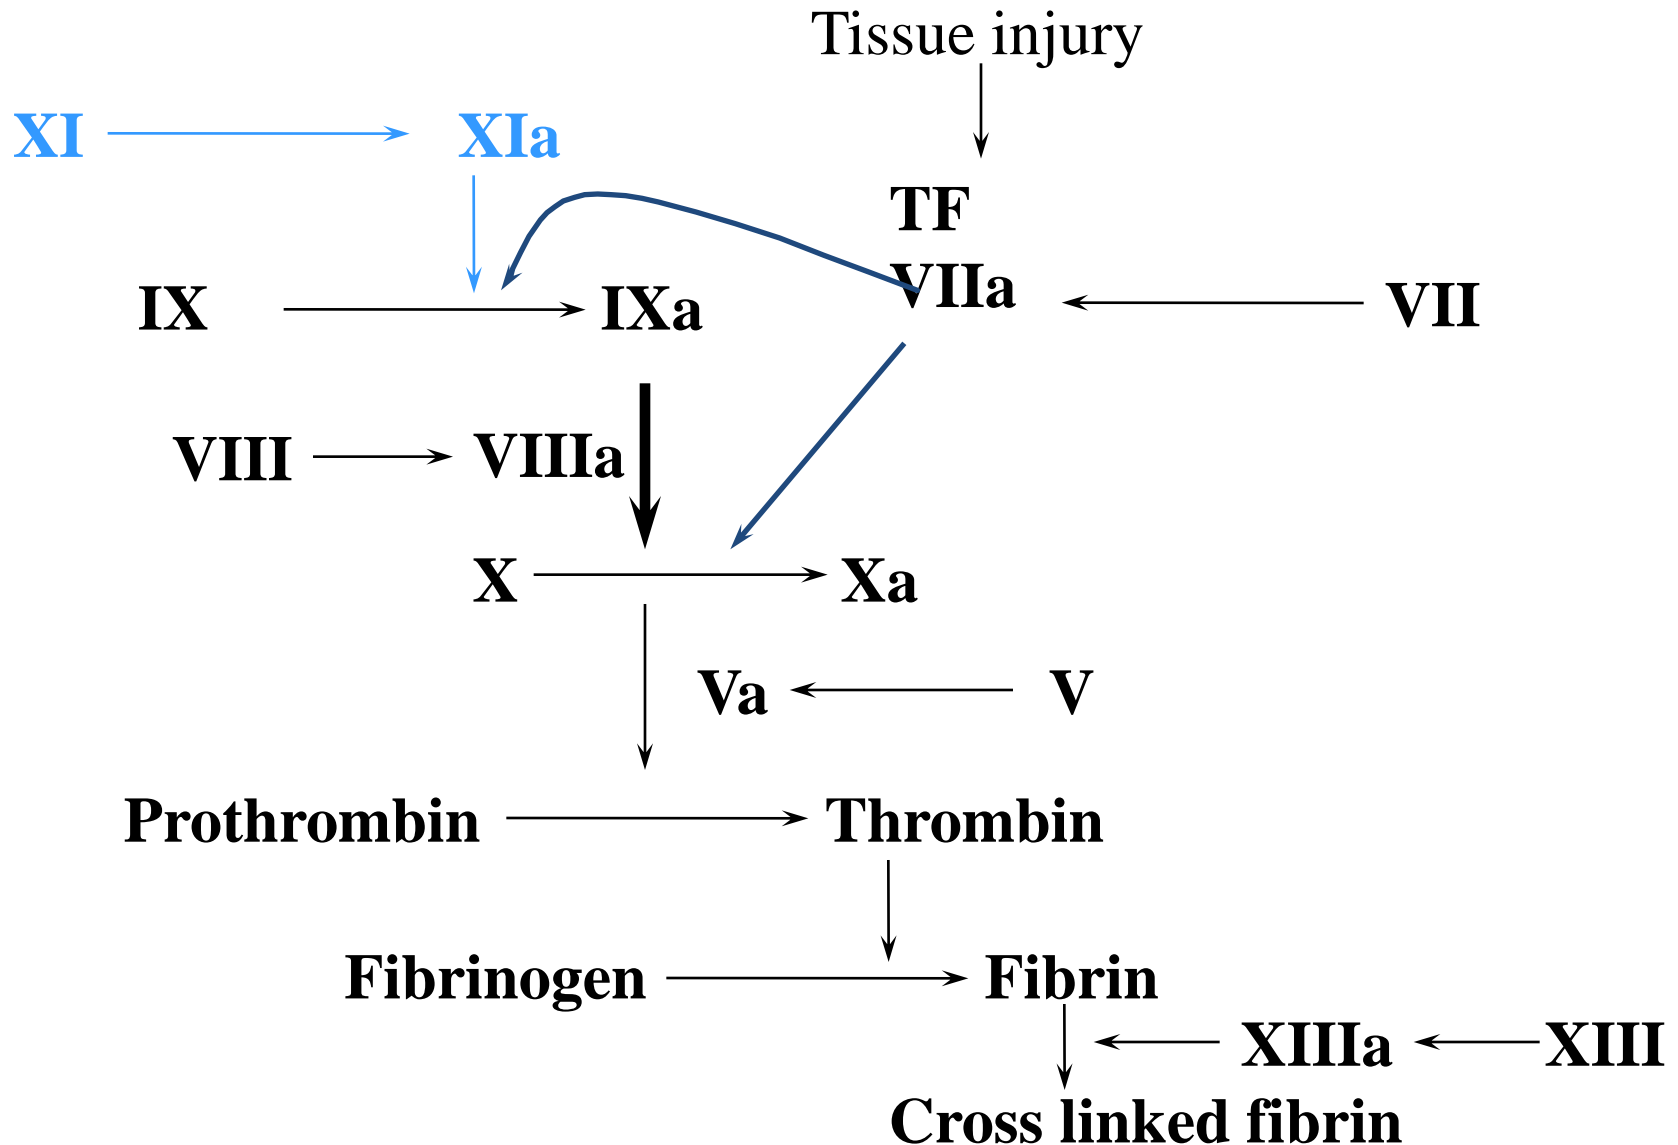 Tissue injury
XI XIa
TF
VIIa
IX IXa VII
VIII VIIIa
X Xa
Va V
Prothrombin Thrombin
Fibrinogen Fibrin
XIIIa XIII
Cross linked fibrin